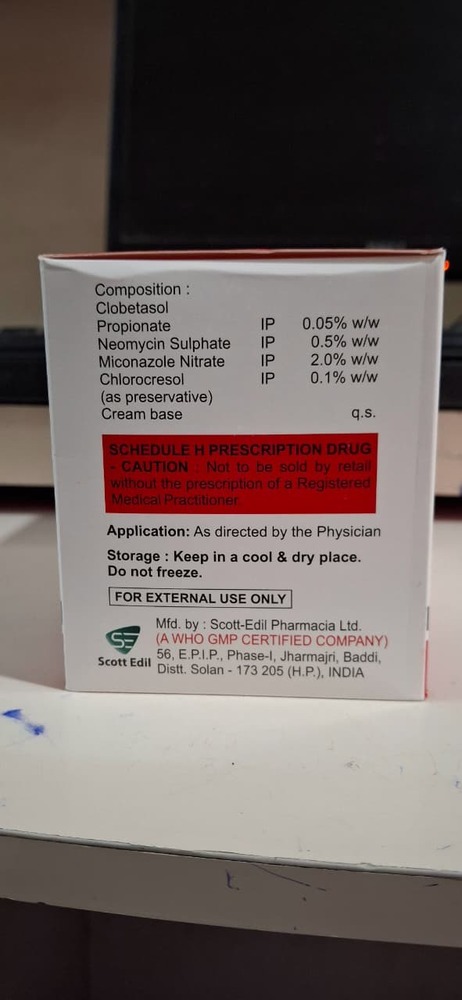 Composition :
Clobetasol
Propionate IP 0.05% w/w
Neomycin Sulphate IP 0.5% w/w
Miconazole Nitrate IP 2.0% w/w
Chlorocresol IP 0.1% w/w
(as preservative)
Cream base q.s.
SCHEDULE H PRESCRIPTION DRUG
- CAUTION : Not to be sold by retail
without the prescription of a Registered
Medical Practitioner.
Application: As directed by the Physician
Storage : Keep in a cool & dry place.
Do not freeze.
FOR EXTERNAL USE ONLY
SE
Scott Edil
Mfd. by : Scott-Edil Pharmacia Ltd.
(A WHO GMP CERTIFIED COMPANY)
56, E.P.I.P., Phase-I, Jharmajri, Baddi,
Distt. Solan - 173 205 (H.P.), INDIA